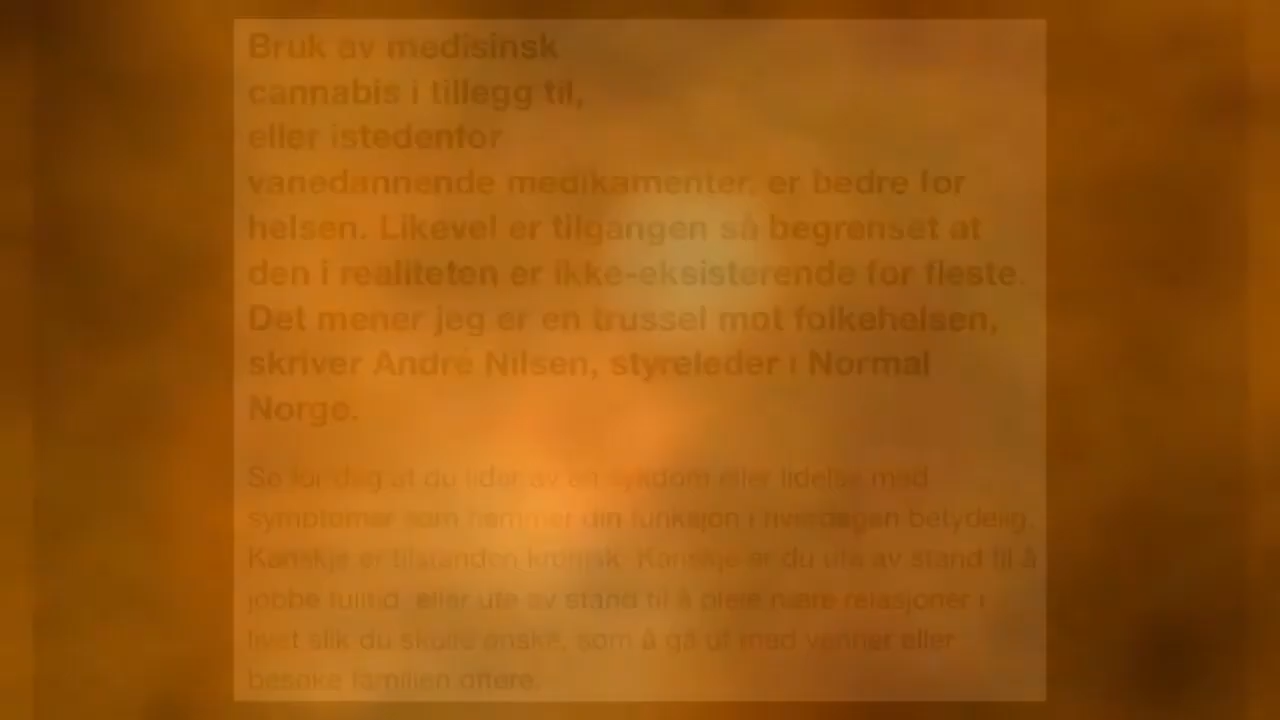 Bruk av medisinsk
cannabis i tillegg til,
eller istedenfor
vanedannende medikamenter, er bedre for
helsen. Likevel er tilgangen så begrenset at
den i realiteten er ikke-eksisterende for fleste.
Det mener jeg er en trussel mot folkehelsen,
skriver André Nilsen, styreleder i Normal
Norge.
Se for deg at du lider av en sykdom eller lidelse med
symptomer som hemmer din funksjon i hverdagen betydelig.
Kanskje er tilstanden kronisk. Kanskje er du ute av stand til å
jobbe fulltid, eller ute av stand til å pleie nære relasjoner i
livet slik du skulle ønske, som å gå ut med venner eller
besøke familien oftere.